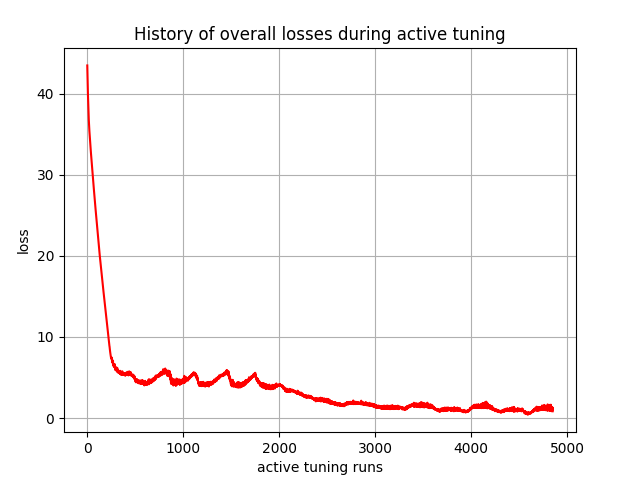 History of overall losses during active tuning
40
30
20
10
0
loss
0 1000 2000 3000 4000 5000
active tuning runs